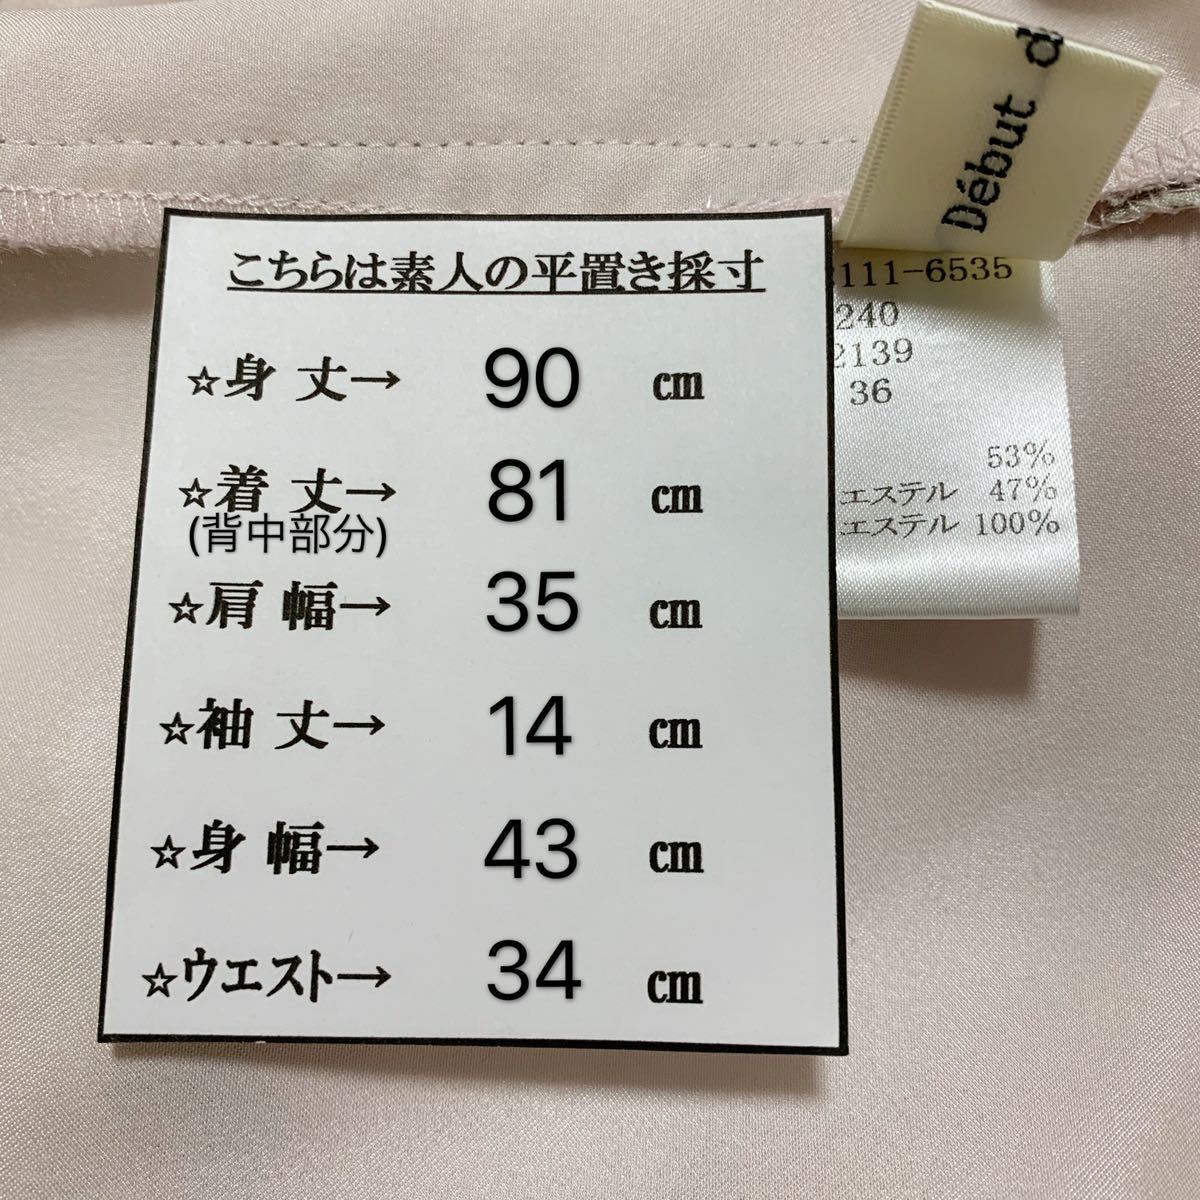 Début d
こちらは素人の平置き採寸
☆身 丈→ 90 ㎝
☆着 丈→ 81 ㎝
(背中部分)
☆肩 幅→ 35 ㎝
☆袖 丈→ 14 ㎝
☆身 幅→ 43 ㎝
☆ウエスト→ 34 ㎝
111-6535
240
2139
36
53%
エステル 47%
エステル 100%